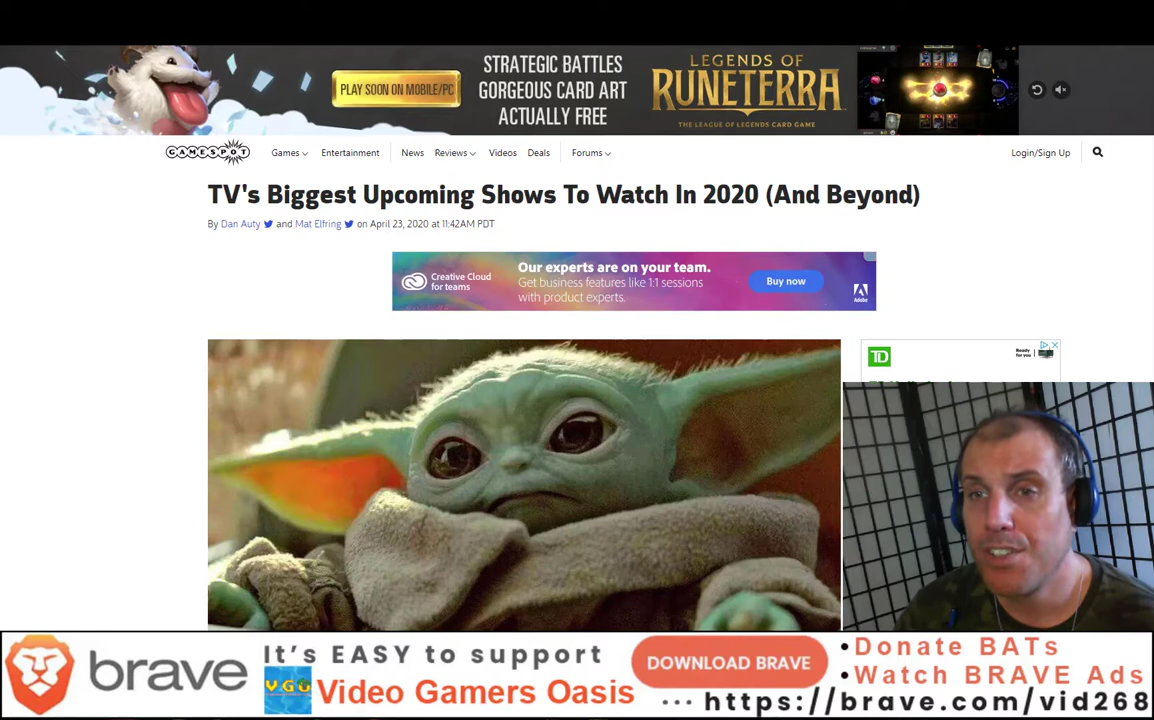 STRATEGIC BATTLES
GORGEOUS CARD ART
ACTUALLY FREE
PLAY SOON ON MOBILE/PC
LEGENDS OF
RUNETERRA
THE LEAGUE OF LEGENDS CARD GAME
GAMESPOT
Games
Entertainment
News
Reviews
Videos
Deals
Forums
Login/Sign Up
TV's Biggest Upcoming Shows To Watch In 2020 (And Beyond)
By Dan Auty and Mat Elfring on April 23, 2020 at 11:42AM PDT
Creative Cloud
for teams
Our experts are on your team.
Get business features like 1:1 sessions
with product experts.
Buy now
Adobe
TD
Ready
for you
brave
It's EASY to support
VGO
Video Gamers Oasis
DOWNLOAD BRAVE
•Donate BATs
•Watch BRAVE Ads
... https://brave.com/vid268